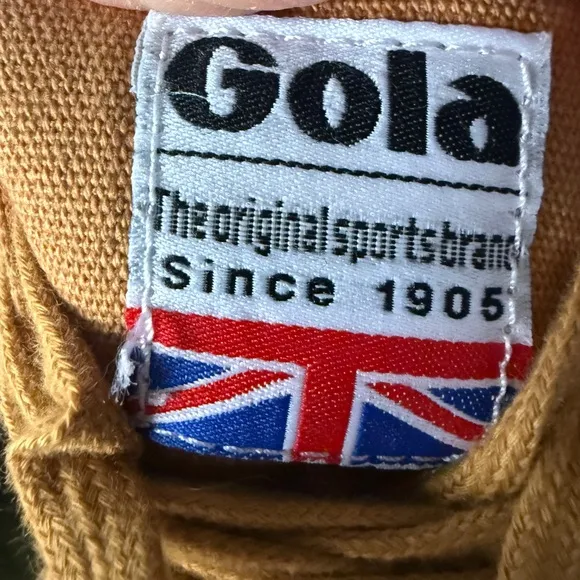 Gola
The original sports brand
Since 1905